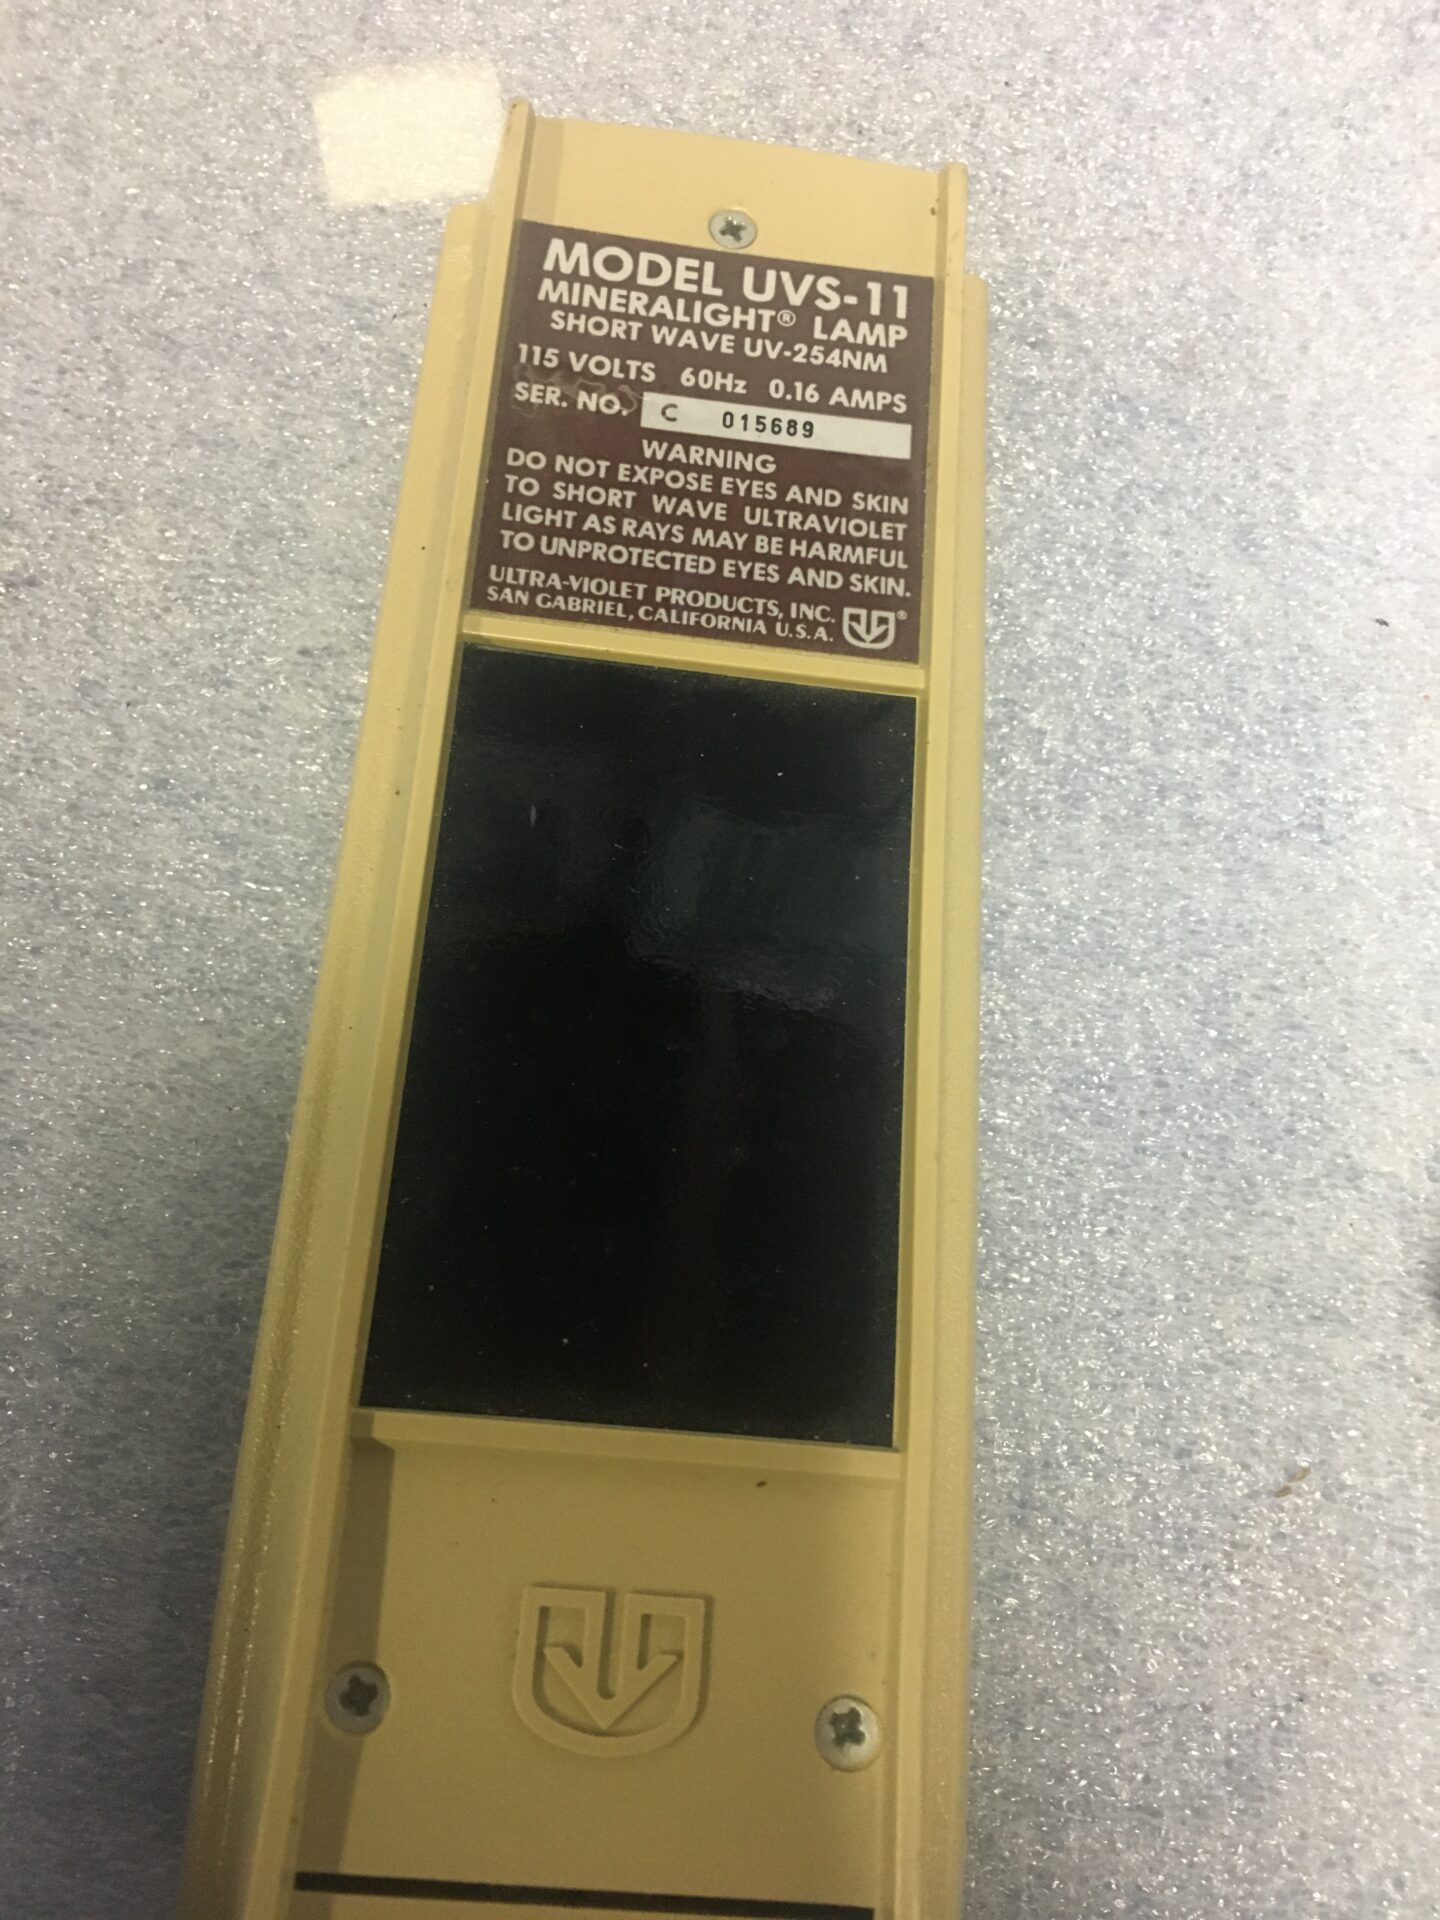 MODEL UVS-11
MINERALIGHT® LAMP
SHORT WAVE UV-254NM
115 VOLTS 60Hz 0.16 AMPS
SER. NO. C 015689
WARNING
DO NOT EXPOSE EYES AND SKIN
TO SHORT WAVE ULTRAVIOLET
LIGHT AS RAYS MAY BE HARMFUL
TO UNPROTECTED EYES AND SKIN.
ULTRA-VIOLET PRODUCTS, INC.
SAN GABRIEL, CALIFORNIA U.S.A. ®